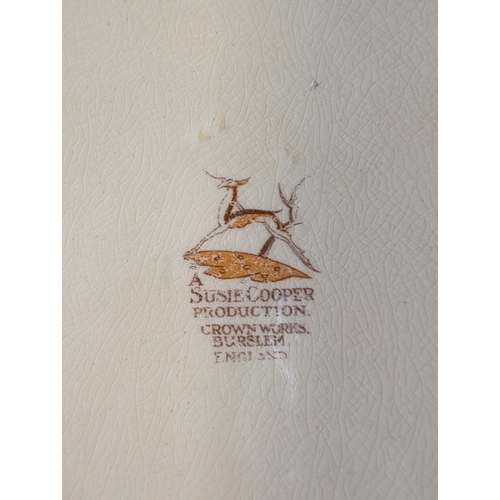 A
SUSIE COOPER
PRODUCTION.
CROWN WORKS.
BURSLEM
ENGLAND